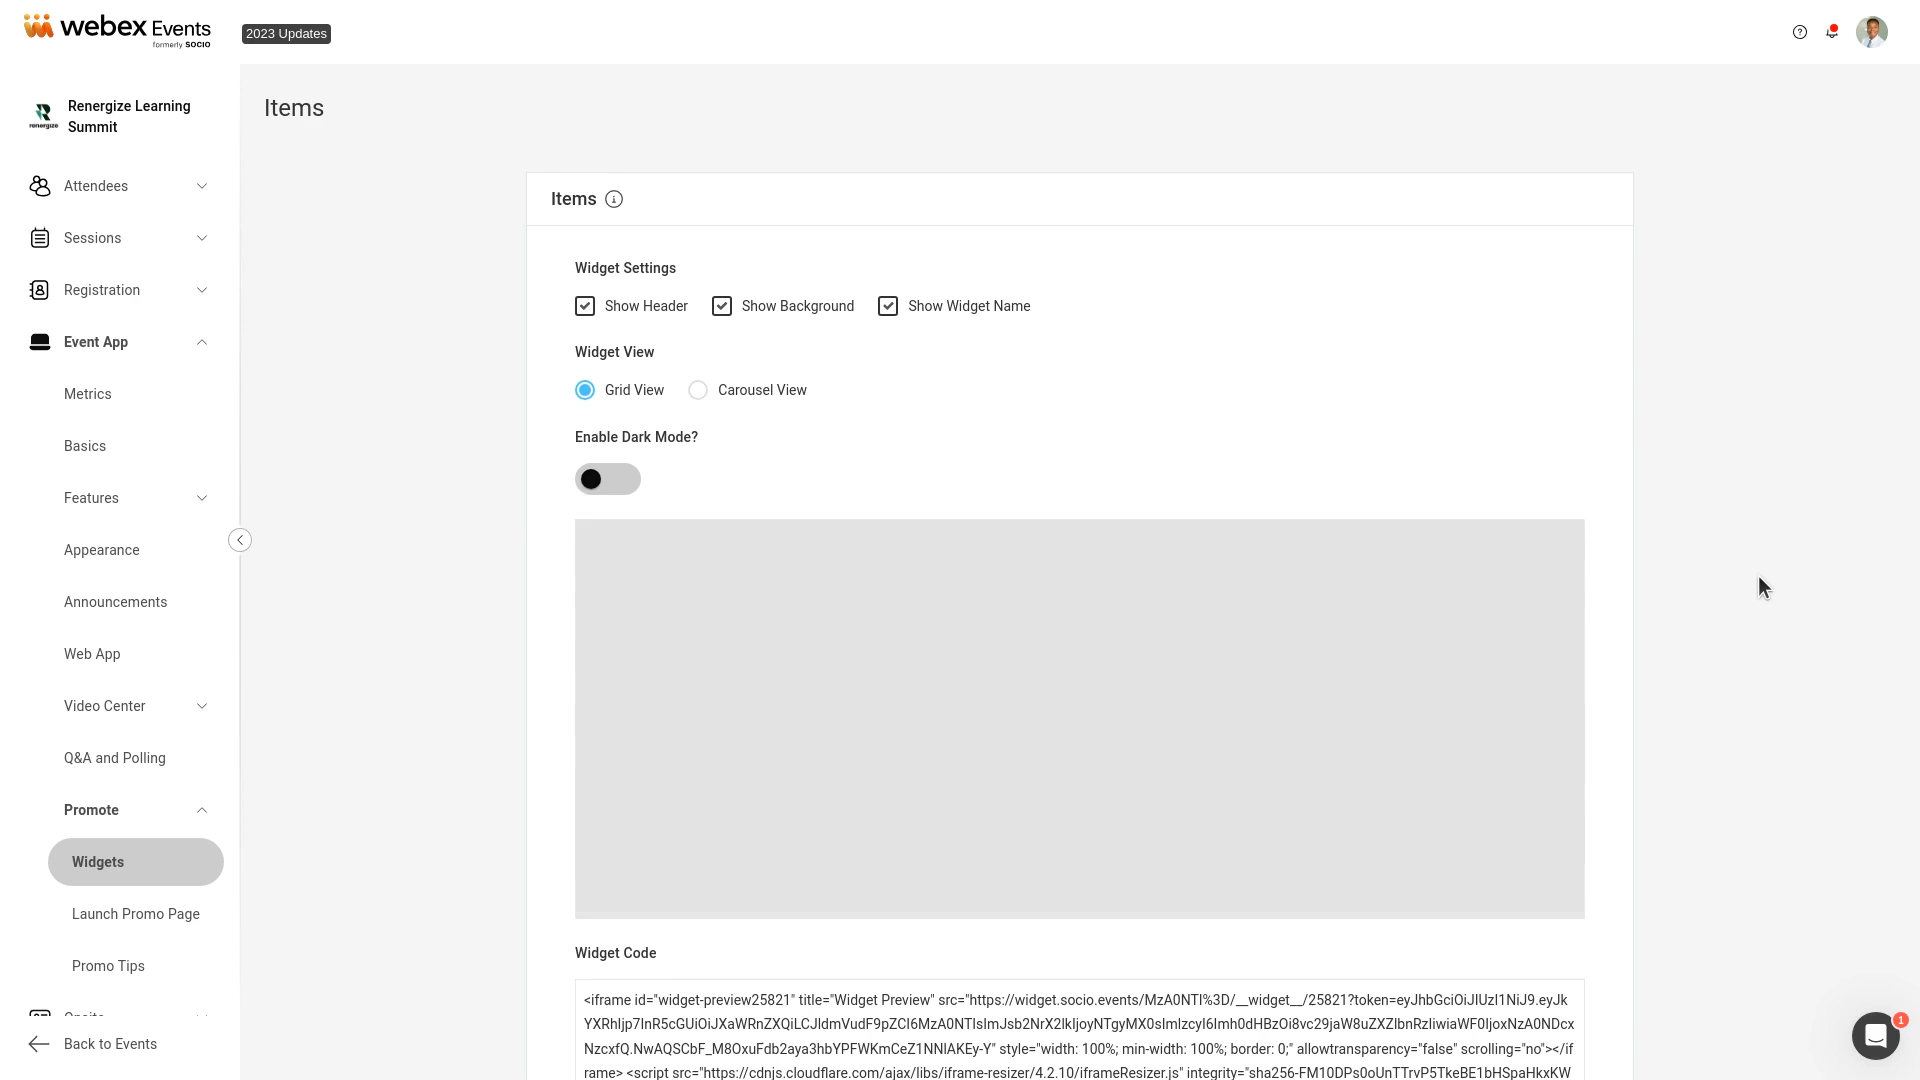 webex Events
formerly SOCIO
2023 Updates
Renergize Learning
Summit
renergize
Attendees
Sessions
Registration
Event App
Metrics
Basics
Features
Appearance
Announcements
Web App
Video Center
Q&A and Polling
Promote
Widgets
Launch Promo Page
Promo Tips
Onsite
Back to Events
Items
Items
Widget Settings
Show Header
Show Background
Show Widget Name
Widget View
Grid View
Carousel View
Enable Dark Mode?
Widget Code
<iframe id="widget-preview25821" title="Widget Preview" src="https://widget.socio.events/MzA0NTI%3D/__widget__/25821?token=eyJhbGciOiJIUzI1NiJ9.eyJk
YXRhIjp7InR5cGUiOiJXaWRnZXQiLCJldmVudF9pZCI6MzA0NTIsImJsb2NrX2lkIjoyNTgyMX0sImlzcyI6Imh0dHBzOi8vc29jaW8uZXZlbnRzIiwiaWF0IjoxNzA0NDcx
NzcxfQ.NwAQSCbF_M8OxuFdb2aya3hbYPFWKmCeZ1NNlAKEy-Y" style="width: 100%; min-width: 100%; border: 0;" allowtransparency="false" scrolling="no"></if
rame> <script src="https://cdnjs.cloudflare.com/ajax/libs/iframe-resizer/4.2.10/iframeResizer.js" integrity="sha256-FM10DPs0oUnTTrvP5TkeBE1bHSpaHkxKW
1